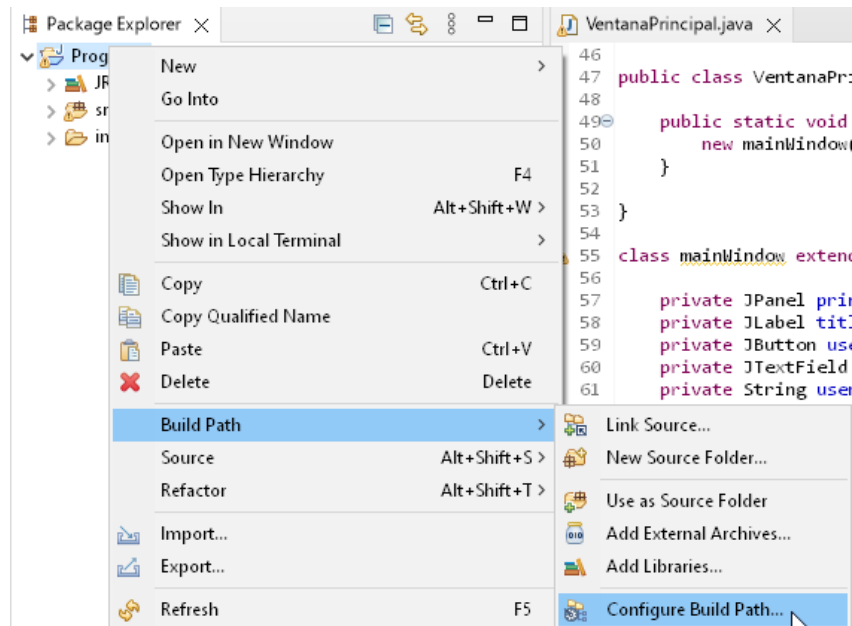 Package Explorer
VentanaPrincipal.java
Prog
JR
sr
in
New
Go Into
Open in New Window
Open Type Hierarchy F4
Show In Alt+Shift+W >
Show in Local Terminal
Copy Ctrl+C
Copy Qualified Name
Paste Ctrl+V
Delete Delete
Build Path
Source Alt+Shift+S >
Refactor Alt+Shift+T >
Import...
Export...
Refresh F5
46
47 public class VentanaPri
48
49 public static void
50 new mainWindow(
51 }
52
53 }
54
55 class mainWindow extend
56
57 private JPanel prin
58 private JLabel titl
59 private JButton use
60 private JTextField
61 private String user
Link Source...
New Source Folder...
Use as Source Folder
Add External Archives...
Add Libraries...
Configure Build Path...